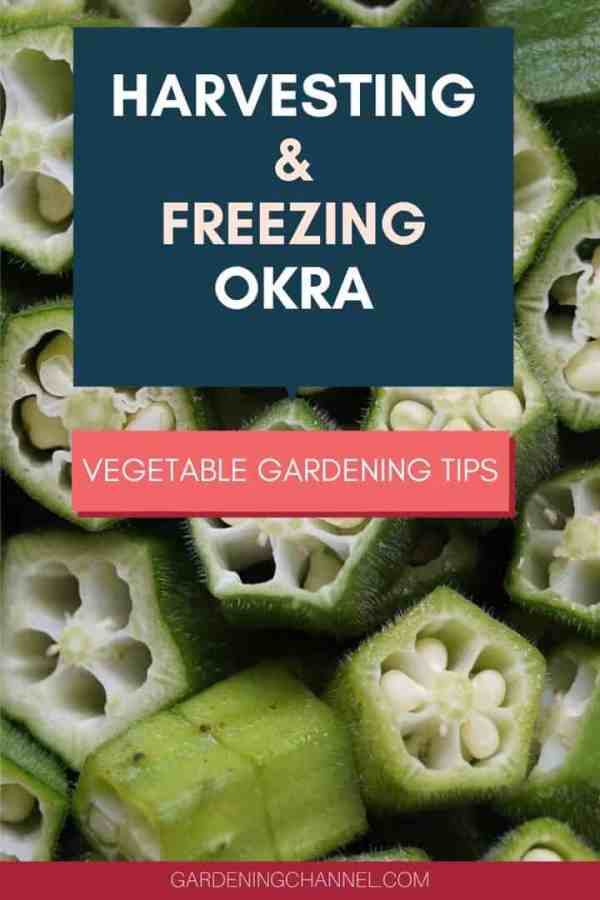 HARVESTING
&
FREEZING
OKRA
VEGETABLE GARDENING TIPS
GARDENINGCHANNEL.COM